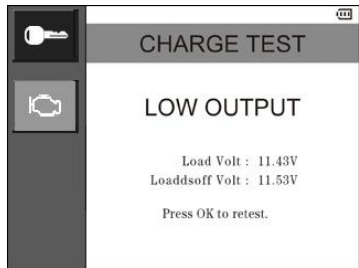 CHARGE TEST
LOW OUTPUT
Load Volt : 11.43V
Loaddsoff Volt : 11.53V
Press OK to retest.